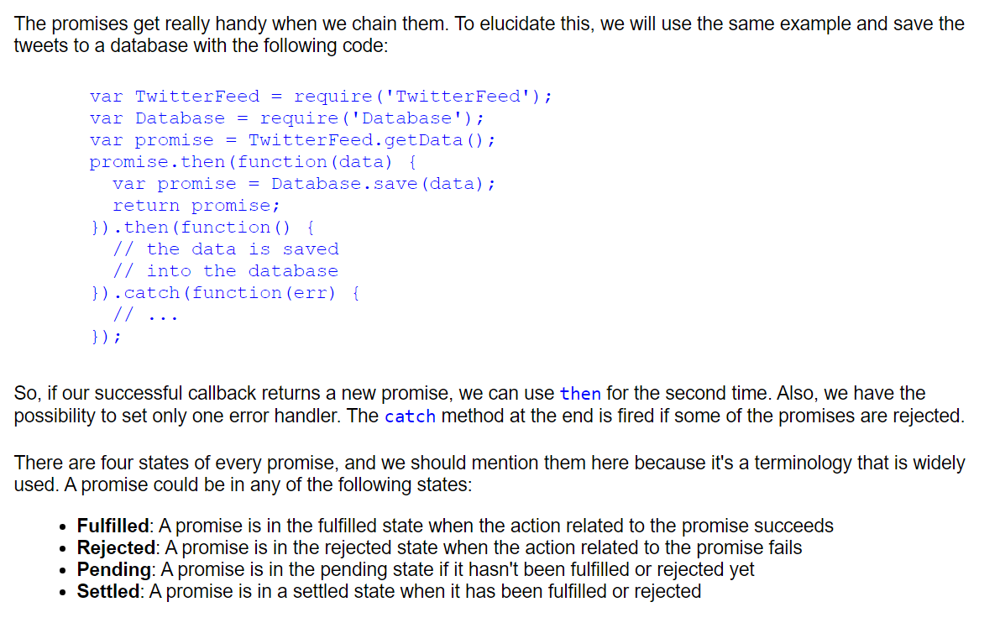 The promises get really handy when we chain them. To elucidate this, we will use the same example and save the
tweets to a database with the following code:
var TwitterFeed = require('TwitterFeed');
var Database = require('Database');
var promise = TwitterFeed.getData();
promise.then(function(data) {
  var promise = Database.save(data);
  return promise;
}).then(function() {
  // the data is saved
  // into the database
}).catch(function(err) {
  // ...
});
So, if our successful callback returns a new promise, we can use then for the second time. Also, we have the
possibility to set only one error handler. The catch method at the end is fired if some of the promises are rejected.
There are four states of every promise, and we should mention them here because it's a terminology that is widely
used. A promise could be in any of the following states:
• Fulfilled: A promise is in the fulfilled state when the action related to the promise succeeds
• Rejected: A promise is in the rejected state when the action related to the promise fails
• Pending: A promise is in the pending state if it hasn't been fulfilled or rejected yet
• Settled: A promise is in a settled state when it has been fulfilled or rejected